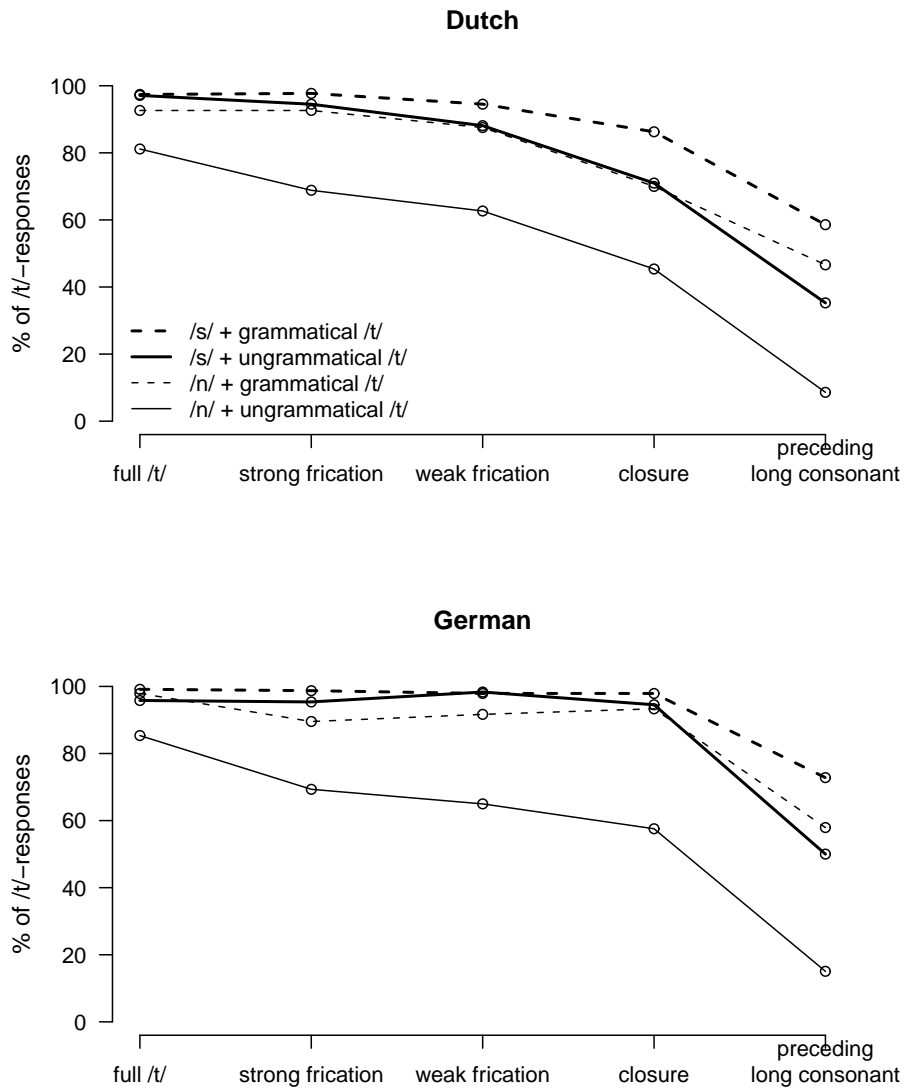 Dutch
% of /t/−responses
100
80
60
40
20
0
/s/ + grammatical /t/
/s/ + ungrammatical /t/
/n/ + grammatical /t/
/n/ + ungrammatical /t/
full /t/
strong frication
weak frication
closure
preceding
long consonant
German
% of /t/−responses
100
80
60
40
20
0
full /t/
strong frication
weak frication
closure
preceding
long consonant